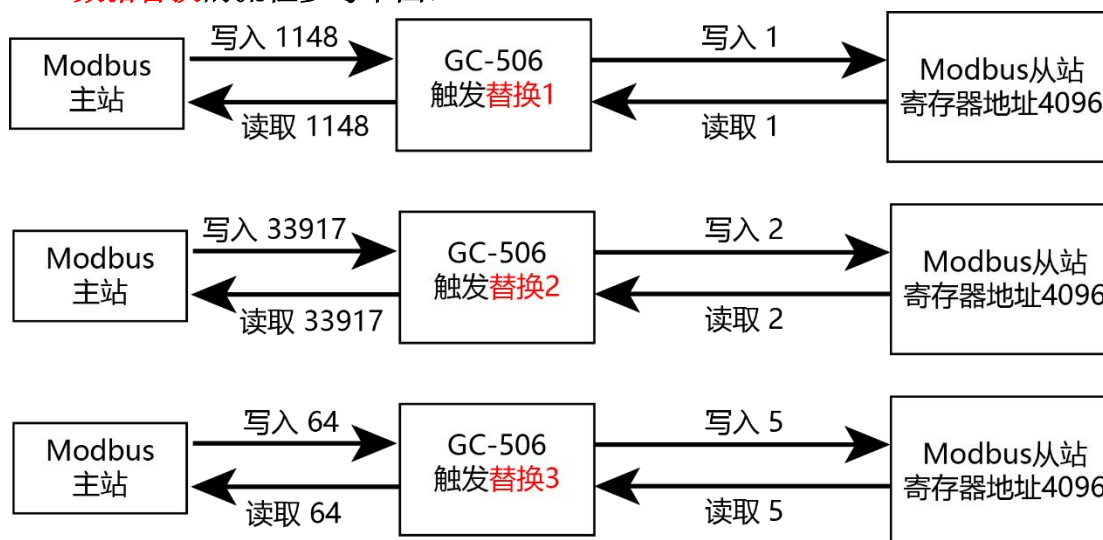 写入 1148
写入 1
Modbus
主站
GC-506
触发替换1
Modbus从站
寄存器地址4096
读取 1148
读取 1
写入 33917
写入 2
Modbus
主站
GC-506
触发替换2
Modbus从站
寄存器地址4096
读取 33917
读取 2
写入 64
写入 5
Modbus
主站
GC-506
触发替换3
Modbus从站
寄存器地址4096
读取 64
读取 5